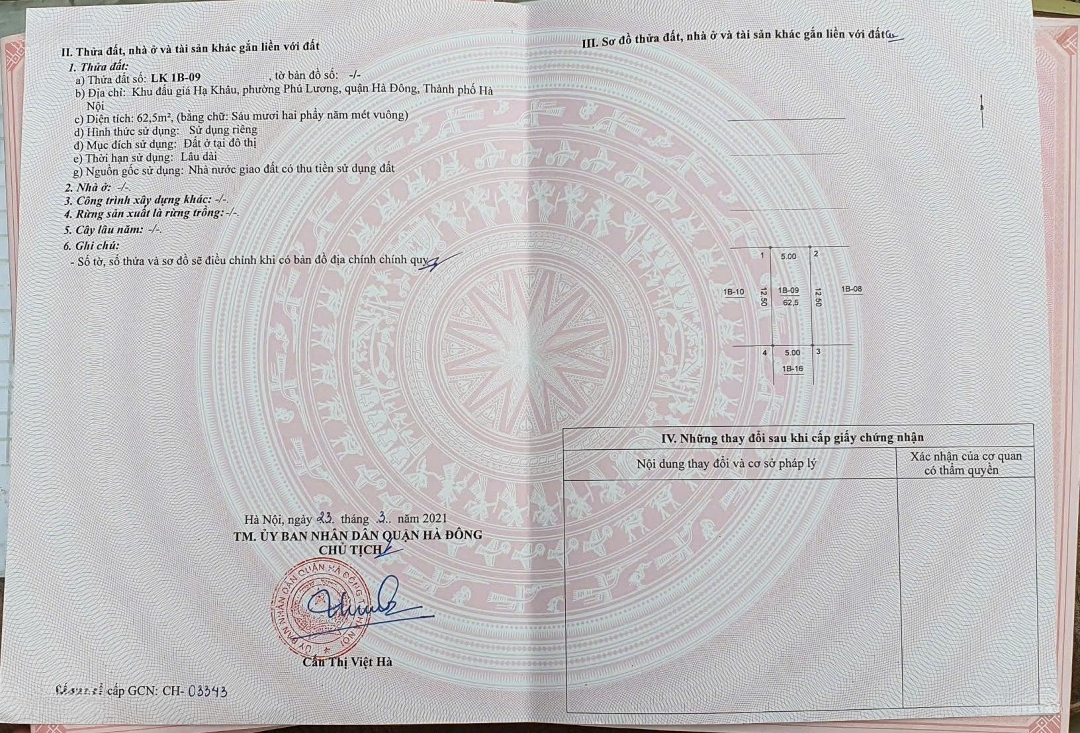 II. Thửa đất, nhà ở và tài sản khác gắn liền với đất
1. Thửa đất:
a) Thửa đất số: LK 1B-09 , tờ bản đồ số: -/-
b) Địa chỉ: Khu đấu giá Hạ Khâu, phường Phú Lương, quận Hà Đông, Thành phố Hà
Nội
c) Diện tích: 62,5m², (bằng chữ: Sáu mươi hai phẩy năm mét vuông)
d) Hình thức sử dụng: Sử dụng riêng
đ) Mục đích sử dụng: Đất ở tại đô thị
e) Thời hạn sử dụng: Lâu dài
g) Nguồn gốc sử dụng: Nhà nước giao đất có thu tiền sử dụng đất
2. Nhà ở: -/-.
3. Công trình xây dựng khác: -/-.
4. Rừng sản xuất là rừng trồng: -/-.
5. Cây lâu năm: -/-.
6. Ghi chú:
- Số tờ, số thửa và sơ đồ sẽ điều chỉnh khi có bản đồ địa chính chính quy
Hà Nội, ngày 23. tháng .3.. năm 2021
TM. ỦY BAN NHÂN DÂN QUẬN HÀ ĐÔNG
CHỦ TỊCH
ỦY BAN NHÂN DÂN QUẬN HÀ ĐÔNG
Cấn Thị Việt Hà
cấp GCN: CH- 03343
III. Sơ đồ thửa đất, nhà ở và tài sản khác gắn liền với đất
1 5.00 2
1B-10 12.50 1B-09 12.50 1B-08
62,5
4 5.00 3
1B-16
IV. Những thay đổi sau khi cấp giấy chứng nhận
Nội dung thay đổi và cơ sở pháp lý
Xác nhận của cơ quan
có thẩm quyền